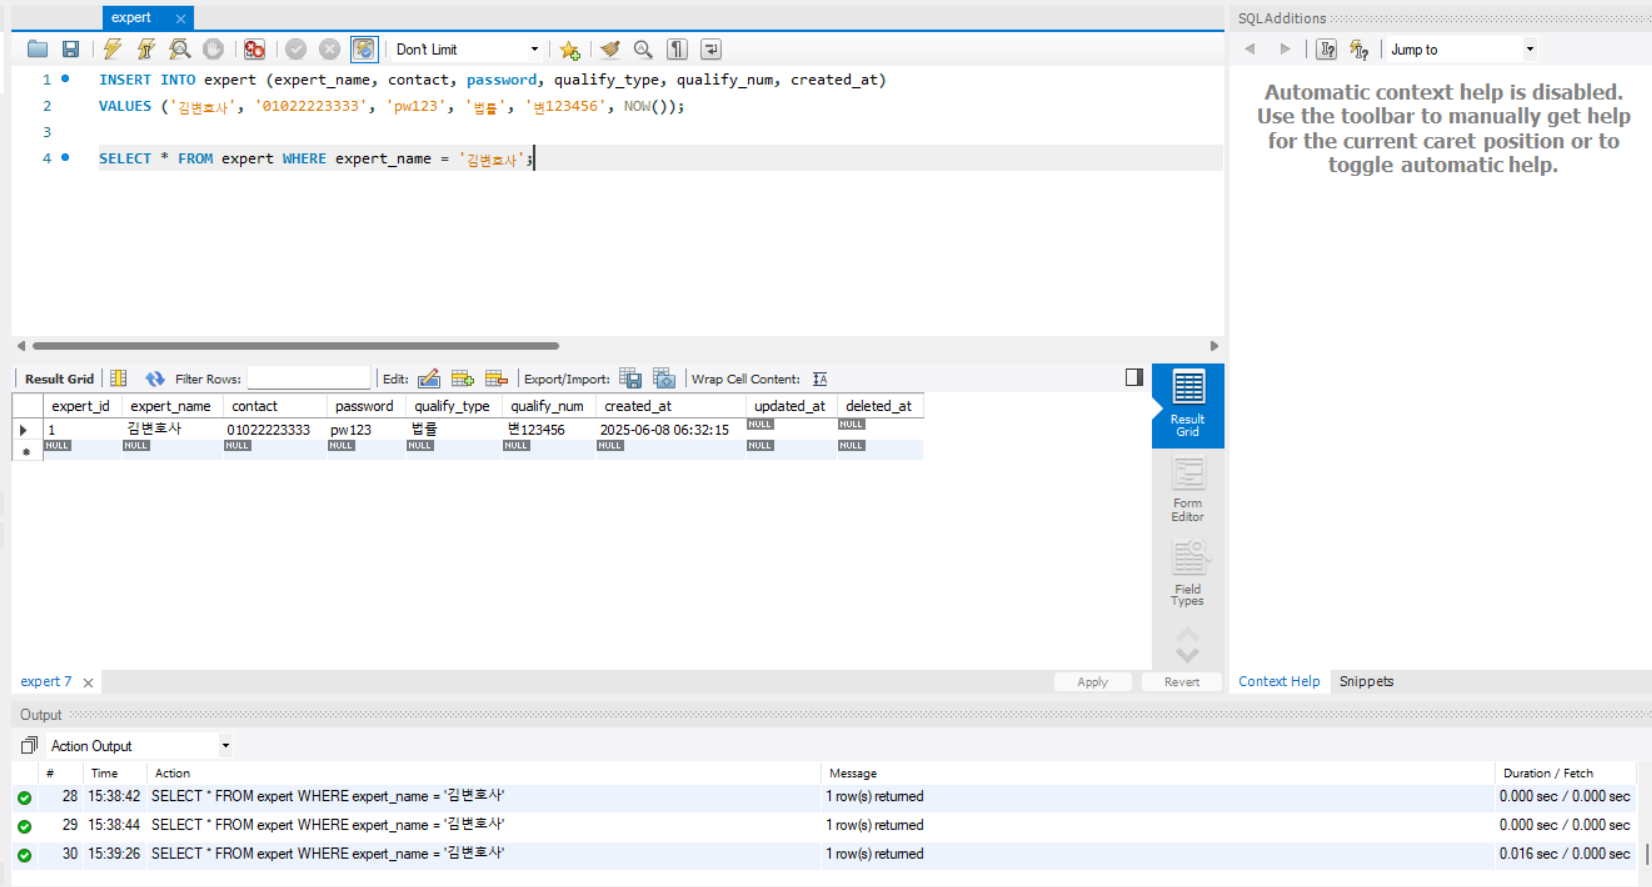 expert
SQLAdditions
Don't Limit
Jump to
1 INSERT INTO expert (expert_name, contact, password, qualify_type, qualify_num, created_at)
2 VALUES ('김변호사', '01022223333', 'pw123', '법률', '변123456', NOW());
3
4 SELECT * FROM expert WHERE expert_name = '김변호사';
Automatic context help is disabled.
Use the toolbar to manually get help
for the current caret position or to
toggle automatic help.
Result Grid Filter Rows: Edit: Export/Import: Wrap Cell Content:
expert_id expert_name contact password qualify_type qualify_num created_at updated_at deleted_at
1 김변호사 01022223333 pw123 법률 변123456 2025-06-08 06:32:15 NULL NULL
NULL NULL NULL NULL NULL NULL NULL NULL NULL
Result
Grid
Form
Editor
Field
Types
expert 7
Apply Revert
Context Help Snippets
Output
Action Output
# Time Action Message Duration / Fetch
28 15:38:42 SELECT * FROM expert WHERE expert_name = '김변호사' 1 row(s) returned 0.000 sec / 0.000 sec
29 15:38:44 SELECT * FROM expert WHERE expert_name = '김변호사' 1 row(s) returned 0.000 sec / 0.000 sec
30 15:39:26 SELECT * FROM expert WHERE expert_name = '김변호사' 1 row(s) returned 0.016 sec / 0.000 sec